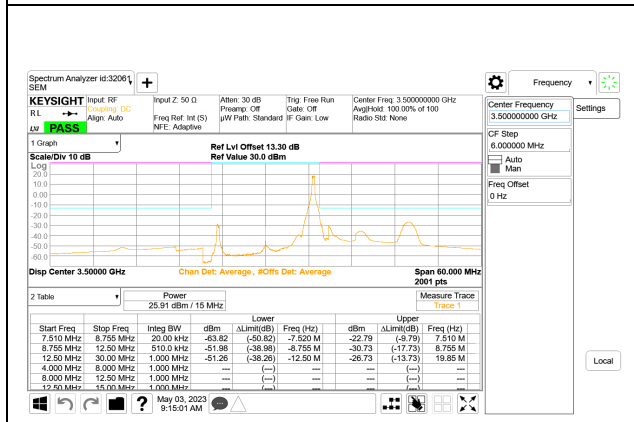 Spectrum Analyzer id:32061
SEM
Frequency
KEYSIGHT
R L
PASS
Input: RF
Coupling: DC
Align: Auto
Input Z: 50 Ω
Freq Ref: Int (S)
NFE: Adaptive
Atten: 30 dB
Preamp: Off
µW Path: Standard
Trig: Free Run
Gate: Off
IF Gain: Low
Center Freq: 3.500000000 GHz
Avg|Hold: 100.00% of 100
Radio Std: None
Center Frequency
3.500000000 GHz
Settings
CF Step
6.000000 MHz
Auto
Man
Freq Offset
0 Hz
Local
1 Graph
Scale/Div 10 dB
Ref Lvl Offset 13.30 dB
Ref Value 30.0 dBm
Log
20.0
10.0
0.00
-10.0
-20.0
-30.0
-40.0
-50.0
-60.0
Disp Center 3.50000 GHz
Chan Det: Average, #Offs Det: Average
Span 60.000 MHz
2001 pts
2 Table
Power
25.91 dBm / 15 MHz
Measure Trace
Trace 1
Lower Upper
Start Freq Stop Freq Integ BW dBm ΔLimit(dB) Freq (Hz) dBm ΔLimit(dB) Freq (Hz)
7.510 MHz 8.755 MHz 20.00 kHz -63.82 (-50.82) -7.520 M -22.79 (-9.79) 7.510 M
8.755 MHz 12.50 MHz 510.0 kHz -51.98 (-38.98) -8.755 M -30.73 (-17.73) 8.755 M
12.50 MHz 30.00 MHz 1.000 MHz -51.26 (-38.26) -12.50 M -26.73 (-13.73) 19.85 M
4.000 MHz 8.000 MHz 1.000 MHz --- (---) --- --- (---) ---
8.000 MHz 12.50 MHz 1.000 MHz --- (---) --- --- (---) ---
12.50 MHz 15.00 MHz 1.000 MHz --- (---) --- --- (---) ---
May 03, 2023
9:15:01 AM